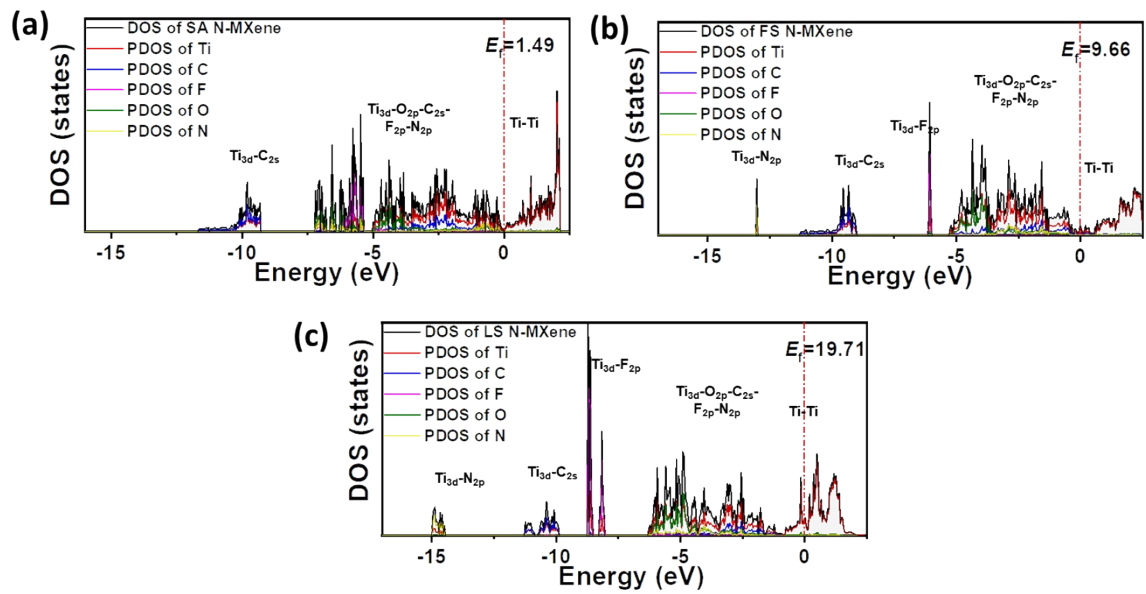 (a)
DOS (states)
DOS of SA N-MXene
PDOS of Ti
PDOS of C
PDOS of F
PDOS of O
PDOS of N
E_f=1.49
Ti3d-O2p-C2s-
F2p-N2p
Ti-Ti
Ti3d-C2s
-15 -10 -5 0
Energy (eV)
(b)
DOS (states)
DOS of FS N-MXene
PDOS of Ti
PDOS of C
PDOS of F
PDOS of O
PDOS of N
E_f=9.66
Ti3d-O2p-C2s-
F2p-N2p
Ti3d-F2p
Ti3d-N2p
Ti3d-C2s
Ti-Ti
-15 -10 -5 0
Energy (eV)
(c)
DOS (states)
DOS of LS N-MXene
PDOS of Ti
PDOS of C
PDOS of F
PDOS of O
PDOS of N
E_f=19.71
Ti3d-F2p
Ti3d-O2p-C2s-
F2p-N2p
Ti-Ti
Ti3d-N2p
Ti3d-C2s
-15 -10 -5 0
Energy (eV)